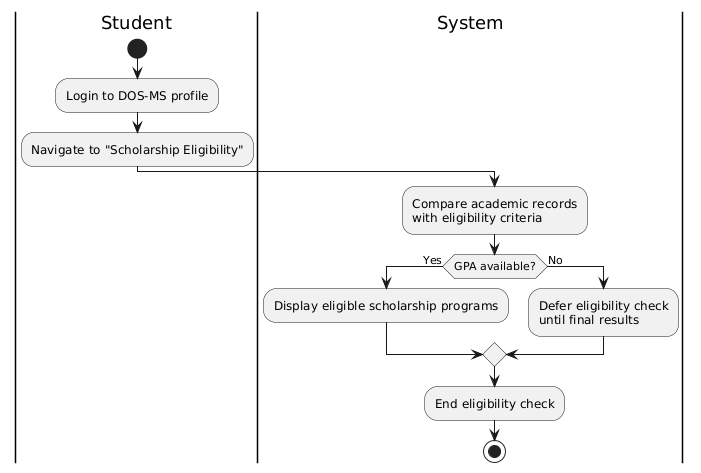 Student
System
Login to DOS-MS profile
Navigate to "Scholarship Eligibility"
Compare academic records
with eligibility criteria
GPA available?
Yes
No
Display eligible scholarship programs
Defer eligibility check
until final results
End eligibility check